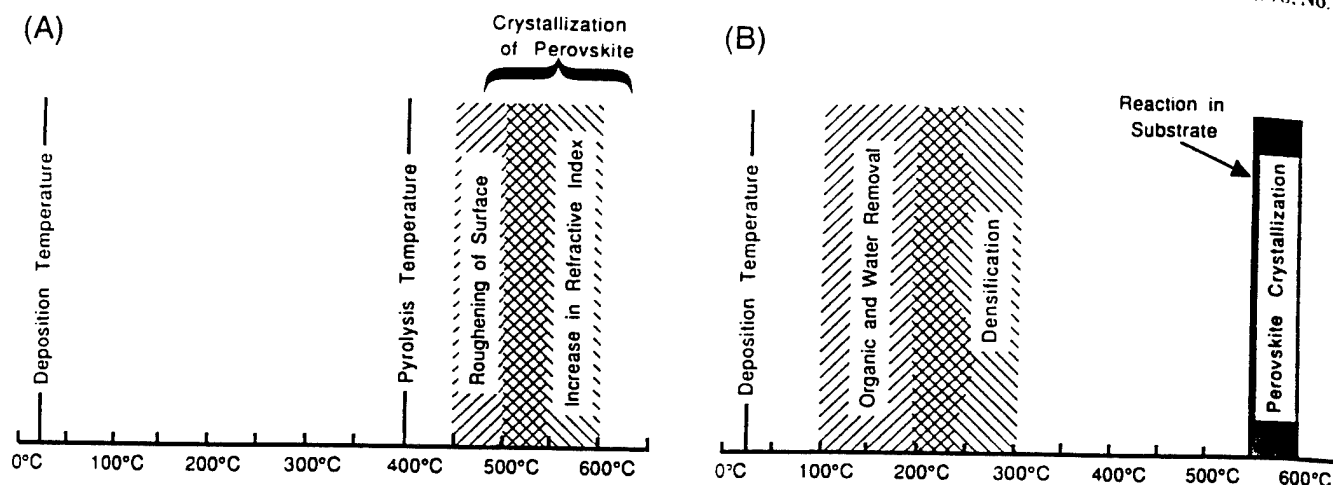 No.
(A)
Crystallization
of Perovskite
Deposition Temperature
Pyrolysis Temperature
Roughening of Surface
Increase in Refractive Index
0°C
100°C
200°C
300°C
400°C
500°C
600°C
(B)
Reaction in
Substrate
Deposition Temperature
Organic and Water Removal
Densification
Perovskite Crystallization
0°C
100°C
200°C
300°C
400°C
500°C
600°C